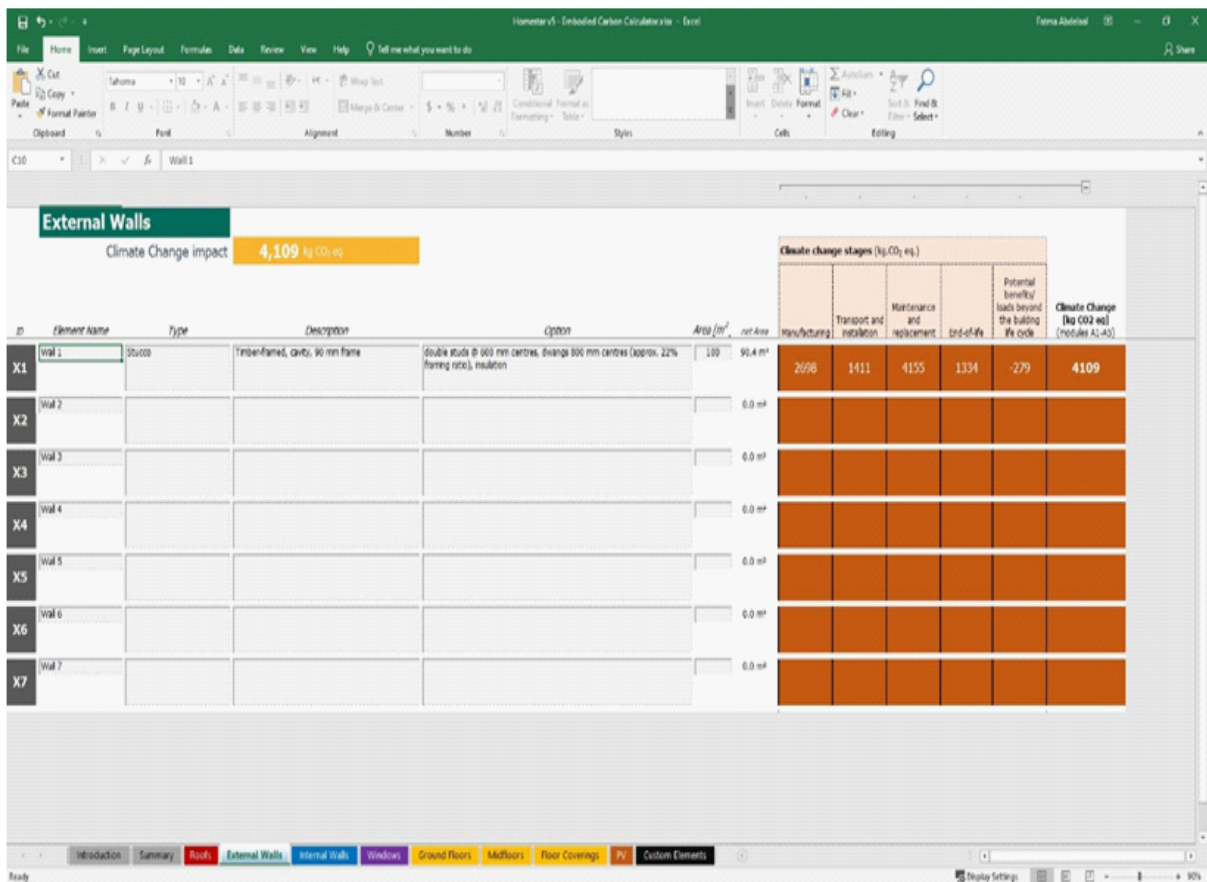 Homestar v5 - Embodied Carbon Calculator.xlsx - Excel
Fatma Abdelaal
File Home Insert Page Layout Formulas Data Review View Help Tell me what you want to do
Share
Cut
Copy
Format Painter
Paste
Tahoma 10
Wrap Text
Merge & Center
Conditional Formatting
Format as Table
Insert Delete Format
AutoSum
Fill
Clear
Sort & Filter
Find & Select
Clipboard Font Alignment Number Styles Cells Editing
C10 Wall 1
External Walls
Climate Change impact 4,109 kg CO₂ eq
Climate change stages (kg.CO₂ eq.)
ID Element Name Type Description Option Area (m², net Area
Manufacturing
Transport and installation
Maintenance and replacement
End-of-life
Potential benefits/ loads beyond the building life cycle
Climate Change [kg CO2 eq] (modules A1-A5)
X1 Wall 1 Stucco Timber-framed, cavity, 90 mm frame double studs @ 600 mm centres, dwangs 800 mm centres (approx. 22% framing ratio), insulation 100 90.4 m² 2698 1411 4155 1334 -279 4109
X2 Wall 2 0.0 m²
X3 Wall 3 0.0 m²
X4 Wall 4 0.0 m²
X5 Wall 5 0.0 m²
X6 Wall 6 0.0 m²
X7 Wall 7 0.0 m²
Introduction Summary Roofs External Walls Internal Walls Windows Ground Floors Midfloors Floor Coverings PV Custom Elements
Ready
Display Settings
90%